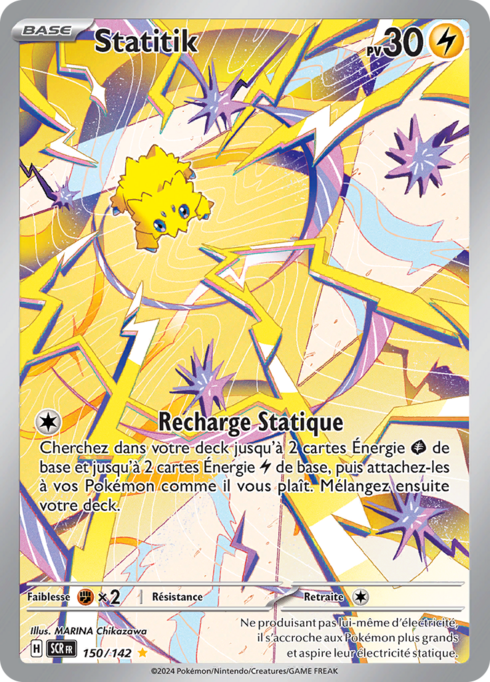 BASE
Statitik
PV 30
Recharge Statique
Cherchez dans votre deck jusqu'à 2 cartes Énergie de
base et jusqu'à 2 cartes Énergie de base, puis attachez-les
à vos Pokémon comme il vous plaît. Mélangez ensuite
votre deck.
Faiblesse ×2 Résistance Retraite
Illus. MARINA Chikazawa
Ne produisant pas lui-même d'électricité,
il s'accroche aux Pokémon plus grands
et aspire leur électricité statique.
H SCR FR 150/142
©2024 Pokémon/Nintendo/Creatures/GAME FREAK